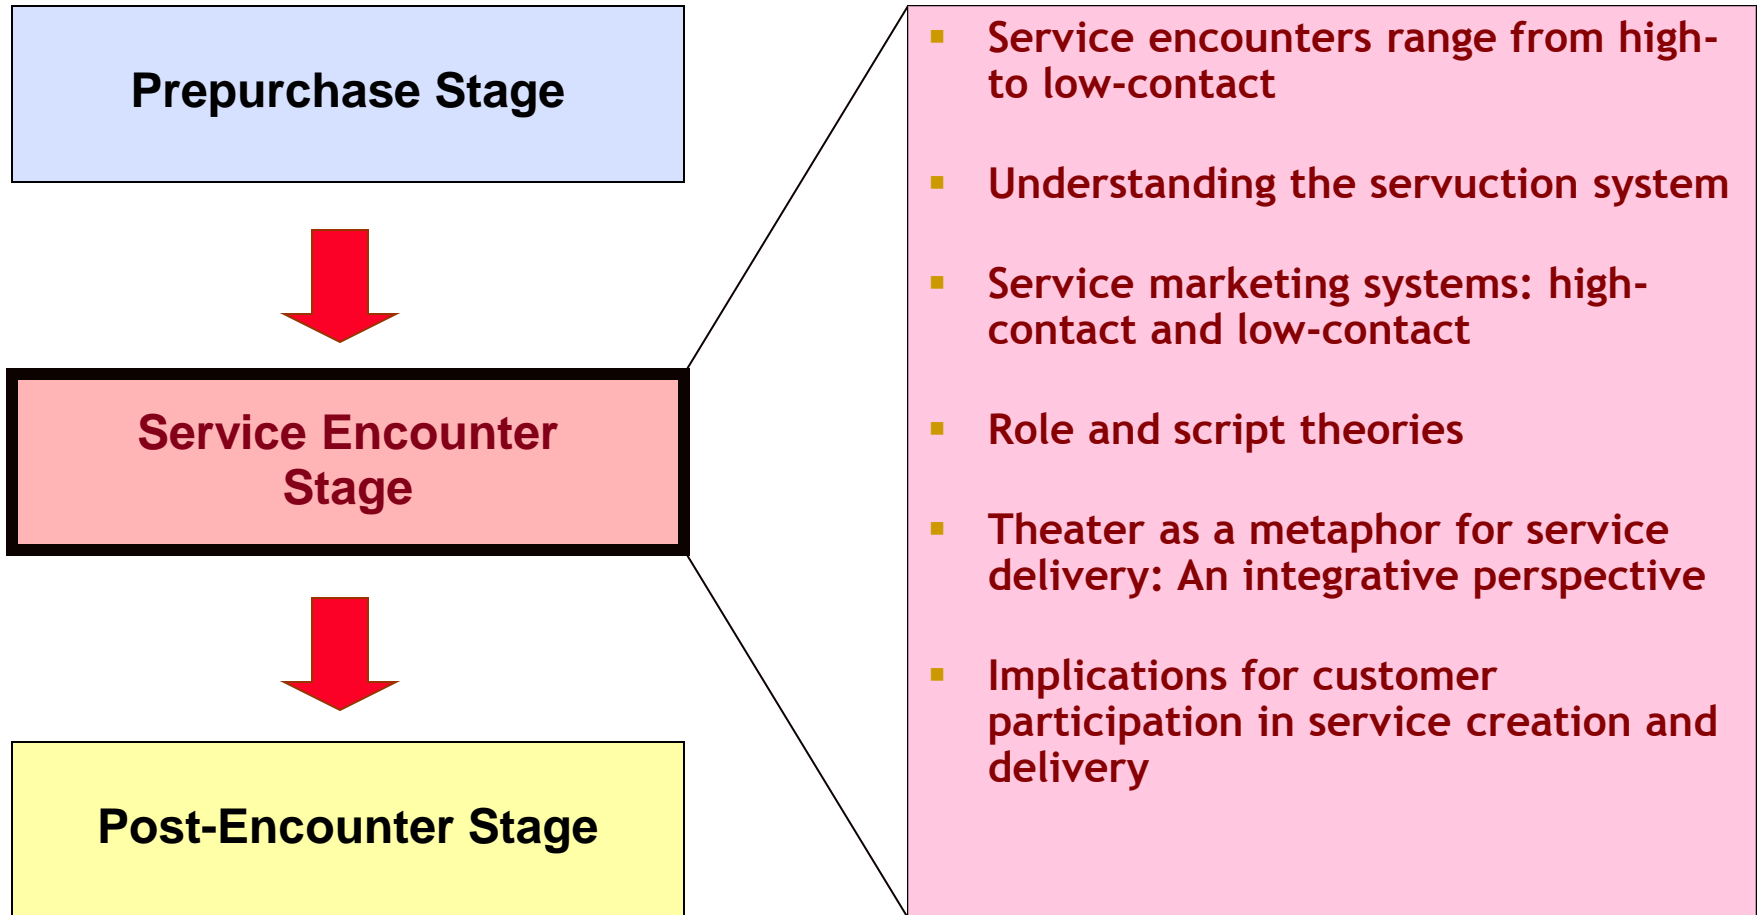 Prepurchase Stage
Service Encounter
Stage
Post-Encounter Stage
▪ Service encounters range from high-
to low-contact
▪ Understanding the servuction system
▪ Service marketing systems: high-
contact and low-contact
▪ Role and script theories
▪ Theater as a metaphor for service
delivery: An integrative perspective
▪ Implications for customer
participation in service creation and
delivery